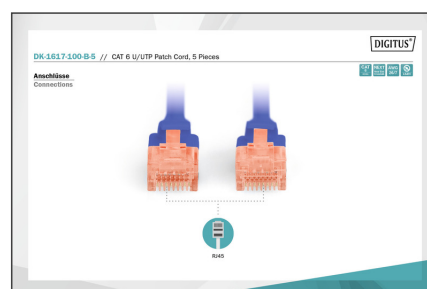 DIGITUS®
DK-1617-100-B-5 // CAT 6 U/UTP Patch Cord, 5 Pieces
Anschlüsse
Connections
RJ45